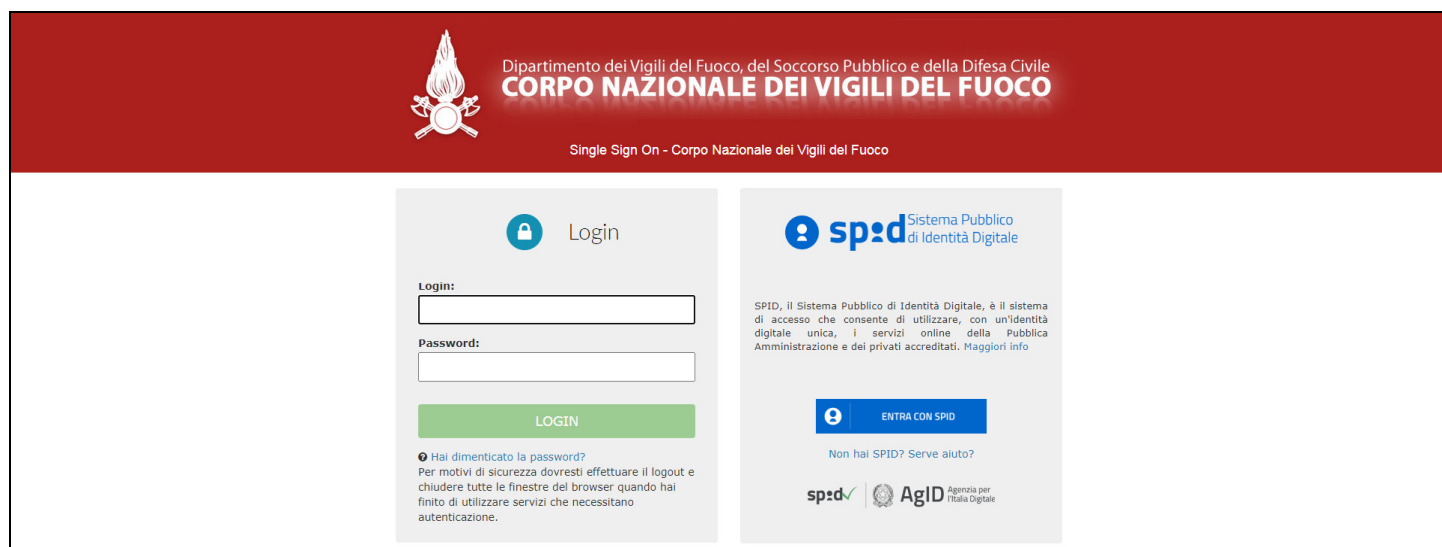 Dipartimento dei Vigili del Fuoco, del Soccorso Pubblico e della Difesa Civile
CORPO NAZIONALE DEI VIGILI DEL FUOCO
Single Sign On - Corpo Nazionale dei Vigili del Fuoco
Login
Login:
Password:
LOGIN
Hai dimenticato la password?
Per motivi di sicurezza dovresti effettuare il logout e
chiudere tutte le finestre del browser quando hai
finito di utilizzare servizi che necessitano
autenticazione.
spid Sistema Pubblico
di Identità Digitale
SPID, il Sistema Pubblico di Identità Digitale, è il sistema
di accesso che consente di utilizzare, con un'identità
digitale unica, i servizi online della Pubblica
Amministrazione e dei privati accreditati. Maggiori info
ENTRA CON SPID
Non hai SPID? Serve aiuto?
spid AgID Agenzia per
l'Italia Digitale